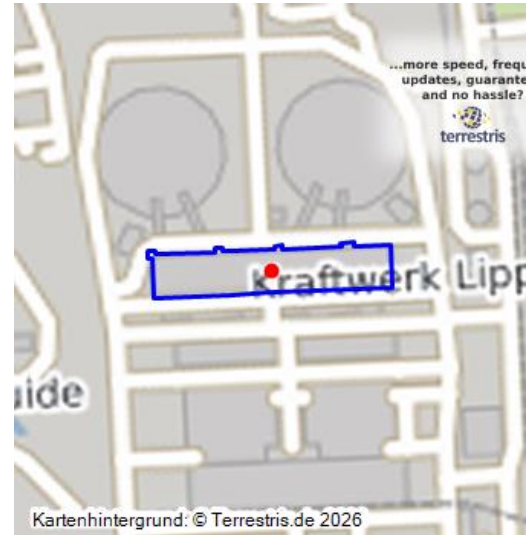 ...more speed, frequ
updates, guarante
and no hassle?
terrestris
Kraftwerk Lipp
uide
Kartenhintergrund: © Terrestris.de 2026